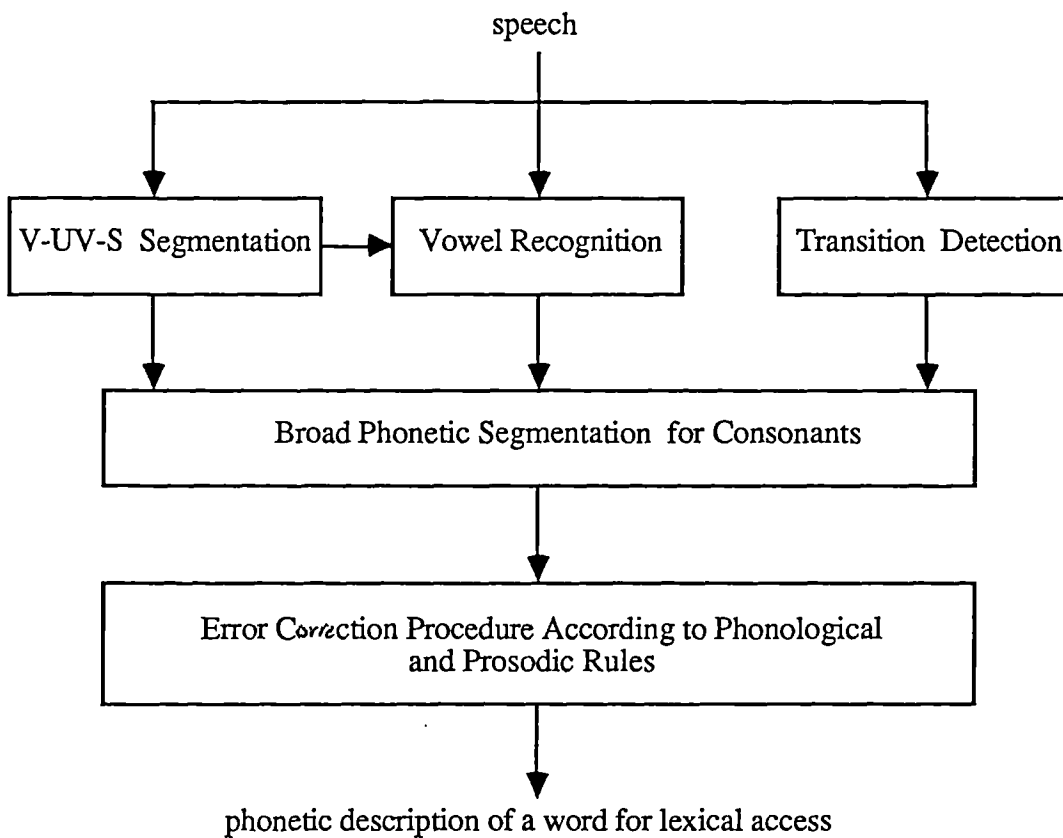 speech
V-UV-S Segmentation
Vowel Recognition
Transition Detection
Broad Phonetic Segmentation for Consonants
Error Correction Procedure According to Phonological
and Prosodic Rules
phonetic description of a word for lexical access